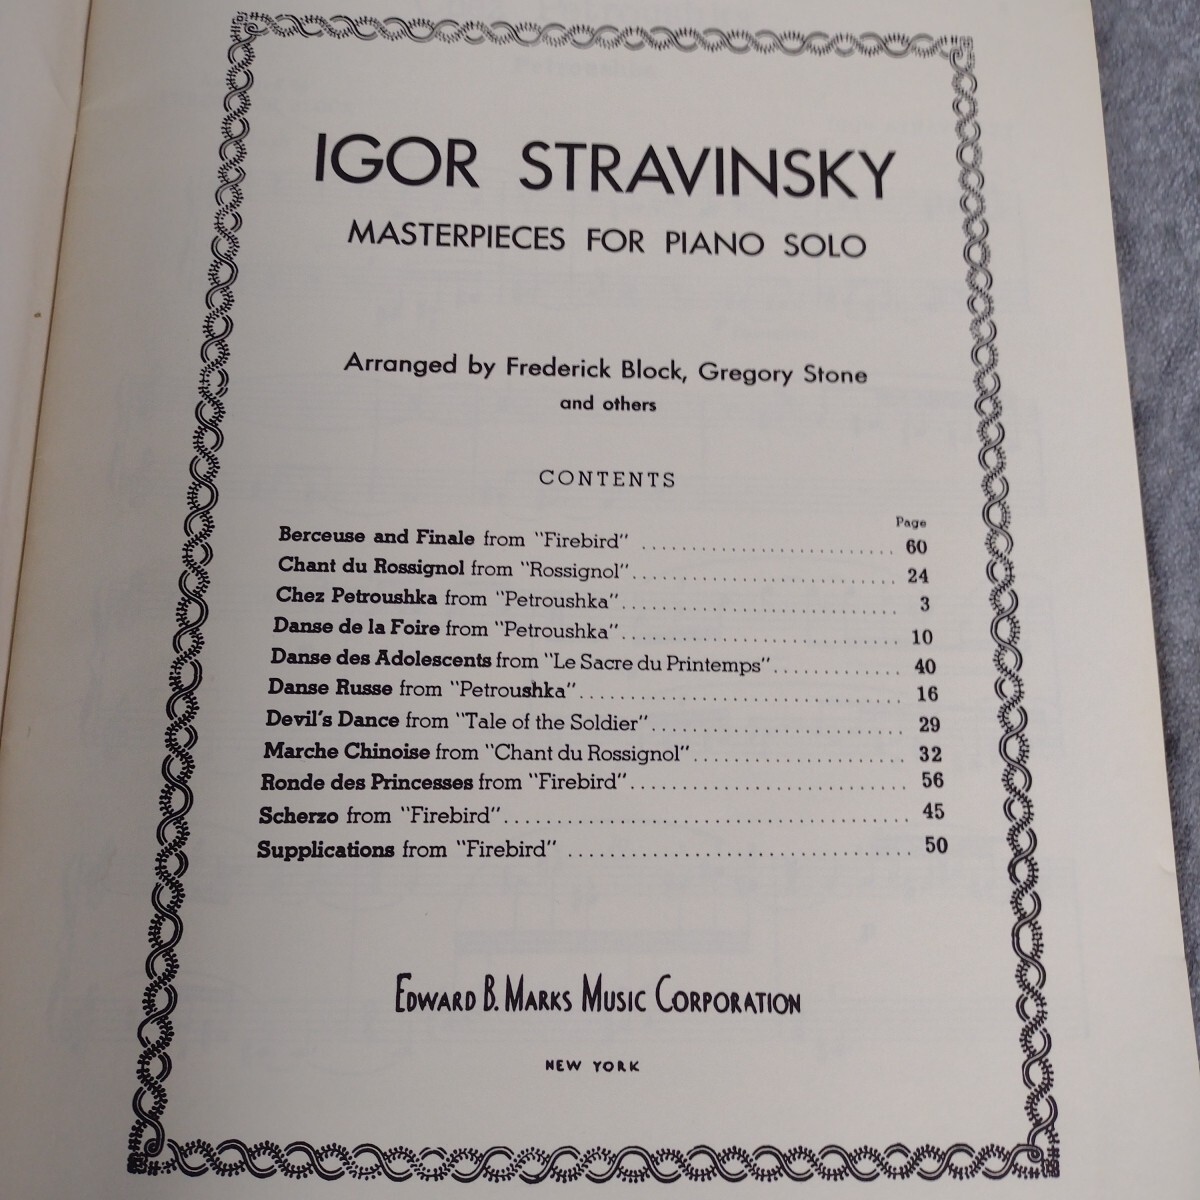 IGOR STRAVINSKY
MASTERPIECES FOR PIANO SOLO
Arranged by Frederick Block, Gregory Stone
and others
CONTENTS
Page
Berceuse and Finale from "Firebird" .......................... 60
Chant du Rossignol from "Rossignol" .......................... 24
Chez Petroushka from "Petroushka" .......................... 3
Danse de la Foire from "Petroushka" .......................... 10
Danse des Adolescents from "Le Sacre du Printemps" ............. 40
Danse Russe from "Petroushka" .............................. 16
Devil's Dance from "Tale of the Soldier" ........................ 29
Marche Chinoise from "Chant du Rossignol" .................... 32
Ronde des Princesses from "Firebird" .......................... 56
Scherzo from "Firebird" ...................................... 45
Supplications from "Firebird" ................................ 50
EDWARD B. MARKS MUSIC CORPORATION
NEW YORK